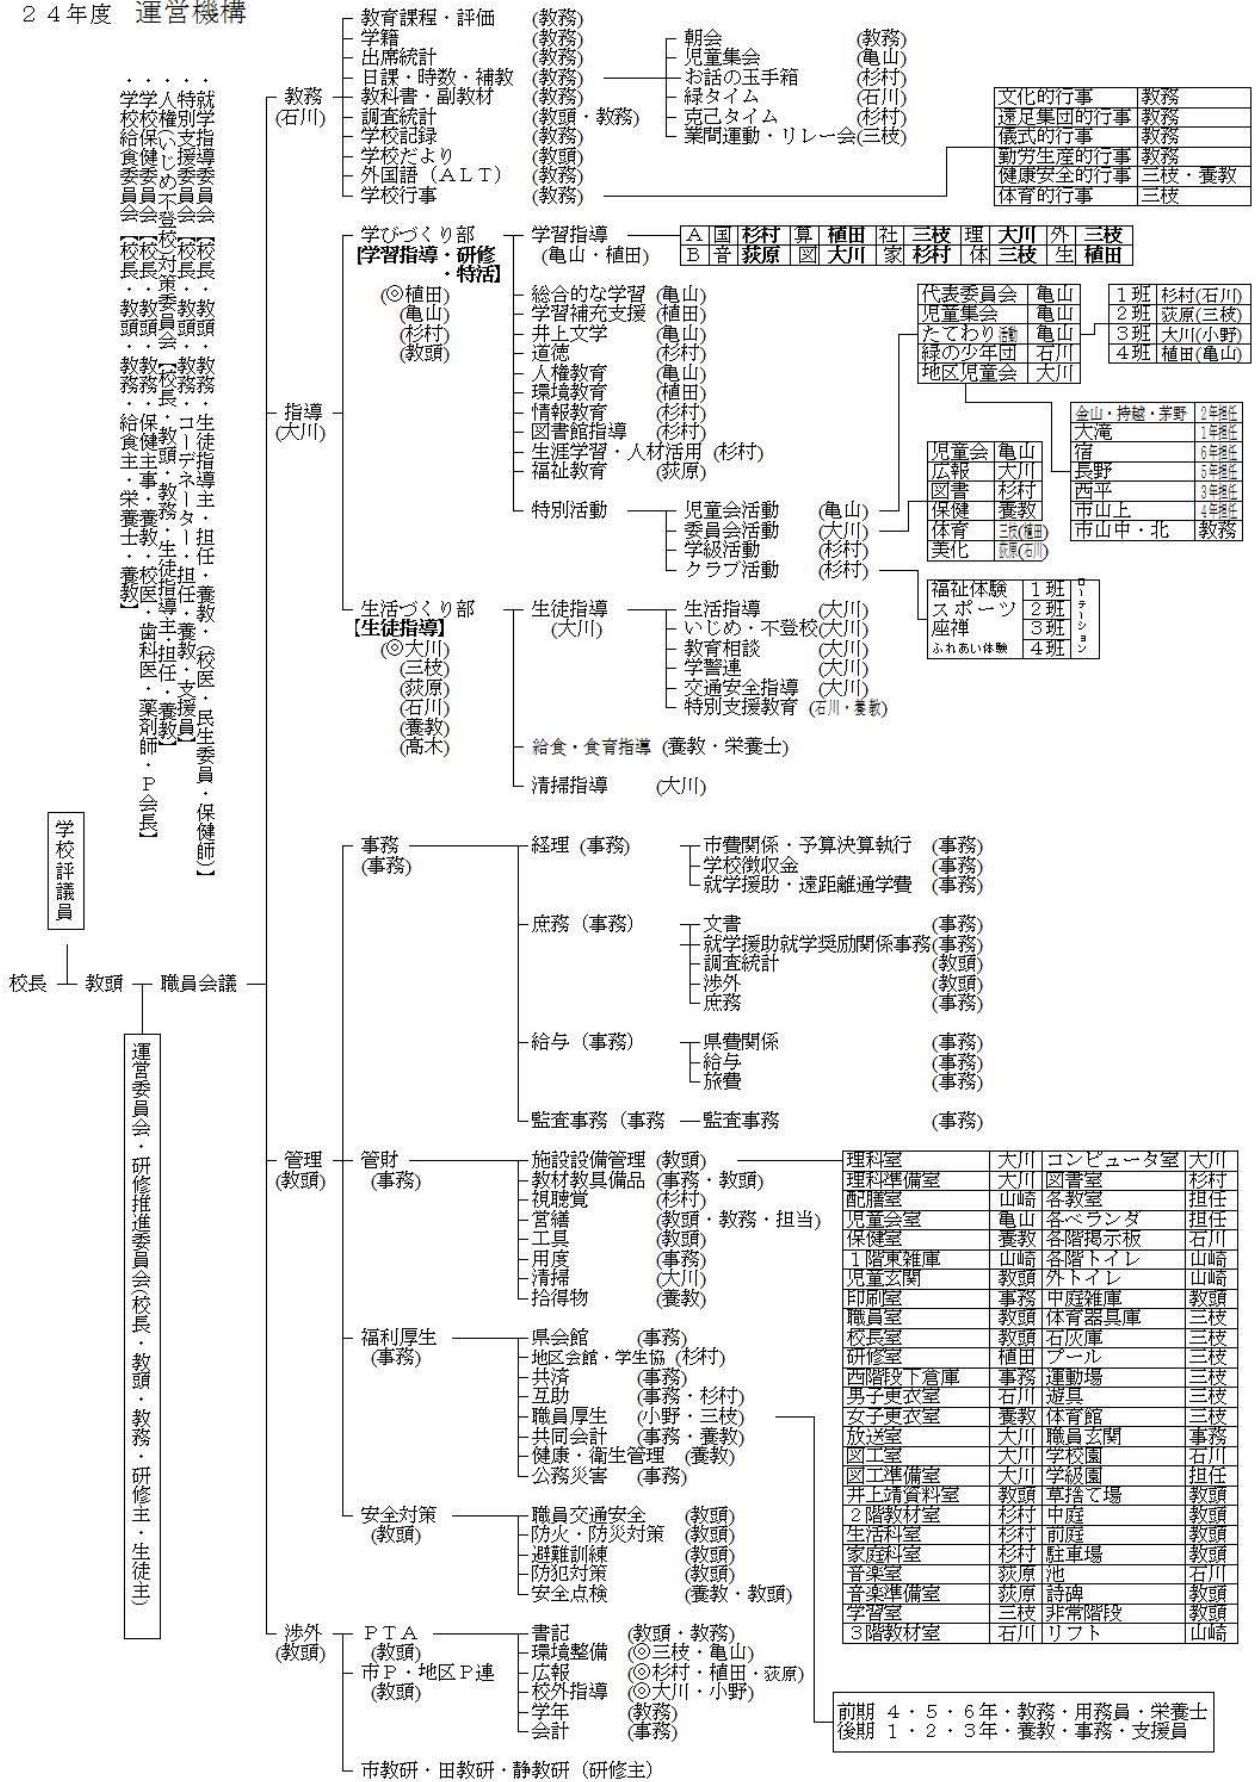 ２４年度　運営機構
・就学指導委員会【校長・教頭・教務・生徒指導主・担任・養教・（校医・民生委員・保健師）】
・特別支援委員会【校長・教頭・教務・コーデネーター・担任・養教・支援員】
・人権（いじめ不登校）対策委員会【校長・教頭・教務・生徒指導主・担任・養教】
・学校保健委員会【校長・教頭・教務・保健主事・養教・校医・歯科医・薬剤師・Ｐ会長】
・学校給食委員会【校長・教頭・教務・給食主・栄養士・養教】
学校評議員
校長　教頭　職員会議
運営委員会・研修推進委員会(校長・教頭・教務・研修主・生徒主)
教務
(石川)
教育課程・評価　(教務)
学籍　(教務)
出席統計　(教務)
日課・時数・補教　(教務)
教科書・副教材　(教務)
調査統計　(教頭・教務)
学校記録　(教務)
学校だより　(教頭)
外国語（ＡＬＴ）　(教務)
学校行事　(教務)
朝会　(教務)
児童集会　(亀山)
お話の玉手箱　(杉村)
緑タイム　(石川)
克己タイム　(杉村)
業間運動・リレー会(三枝)
文化的行事　教務
遠足集団的行事　教務
儀式的行事　教務
勤労生産的行事　教務
健康安全的行事　三枝・養教
体育的行事　三枝
指導
(大川)
学びづくり部
[学習指導・研修
・特活]
(◎植田)
(亀山)
(杉村)
(教頭)
学習指導
(亀山・植田)
Ａ　国　杉村　算　植田　社　三枝　理　大川　外　三枝
Ｂ　音　荻原　図　大川　家　杉村　体　三枝　生　植田
総合的な学習　(亀山)
学習補充支援　(植田)
井上文学　(亀山)
道徳　(杉村)
人権教育　(亀山)
環境教育　(植田)
情報教育　(杉村)
図書館指導　(杉村)
生涯学習・人材活用　(杉村)
福祉教育　(荻原)
特別活動
児童会活動　(亀山)
委員会活動　(大川)
学級活動　(杉村)
クラブ活動　(杉村)
代表委員会　亀山
児童集会　亀山
たてわり活動　亀山
緑の少年団　石川
地区児童会　大川
１班　杉村(石川)
２班　荻原(三枝)
３班　大川(小野)
４班　植田(亀山)
金山・持越・茅野　2年担任
大滝　1年担任
宿　6年担任
長野　5年担任
西平　3年担任
市山上　4年担任
市山中・北　教務
児童会　亀山
広報　大川
図書　杉村
保健　養教
体育　三枝(植田)
美化　荻原(石川)
福祉体験　１班
スポーツ　２班
座禅　３班
ふれあい体験　４班
ローテーション
生活づくり部
【生徒指導】
(◎大川)
(三枝)
(荻原)
(石川)
(養教)
(高木)
生徒指導
(大川)
生活指導　(大川)
いじめ・不登校(大川)
教育相談　(大川)
学警連　(大川)
交通安全指導　(大川)
特別支援教育　(石川・養教)
給食・食育指導　(養教・栄養士)
清掃指導　(大川)
管理
(教頭)
事務
(事務)
経理（事務）
市費関係・予算決算執行　(事務)
学校徴収金　(事務)
就学援助・遠距離通学費　(事務)
庶務（事務）
文書　(事務)
就学援助就学奨励関係事務(事務)
調査統計　(教頭)
渉外　(教頭)
庶務　(事務)
給与（事務）
県費関係　(事務)
給与　(事務)
旅費　(事務)
監査事務（事務　監査事務　(事務)
管財
(事務)
施設設備管理　(教頭)
教材教具備品　(事務・教頭)
視聴覚　(杉村)
営繕　(教頭・教務・担当)
工具　(教頭)
用度　(事務)
清掃　(大川)
拾得物　(養教)
理科室　大川　コンピュータ室　大川
理科準備室　大川　図書室　杉村
配膳室　山崎　各教室　担任
児童会室　亀山　各ベランダ　担任
保健室　養教　各階掲示板　石川
１階東雑庫　山崎　各階トイレ　山崎
児童玄関　教頭　外トイレ　山崎
印刷室　事務　中庭雑庫　教頭
職員室　教頭　体育器具庫　三枝
校長室　教頭　石灰庫　三枝
研修室　植田　プール　三枝
西階段下倉庫　事務　運動場　三枝
男子更衣室　石川　遊具　三枝
女子更衣室　養教　体育館　三枝
放送室　大川　職員玄関　事務
図工室　大川　学校園　石川
図工準備室　大川　学級園　担任
井上靖資料室　教頭　草捨て場　教頭
２階教材室　杉村　中庭　教頭
生活科室　杉村　前庭　教頭
家庭科室　杉村　駐車場　教頭
音楽室　荻原　池　石川
音楽準備室　荻原　詩碑　教頭
学習室　三枝　非常階段　教頭
３階教材室　石川　リフト　山崎
福利厚生
(事務)
県会館　(事務)
地区会館・学生協　(杉村)
共済　(事務)
互助　(事務・杉村)
職員厚生　(小野・三枝)
共同会計　(事務・養教)
健康・衛生管理　(養教)
公務災害　(事務)
安全対策
(教頭)
職員交通安全　(教頭)
防火・防災対策　(教頭)
避難訓練　(教頭)
防犯対策　(教頭)
安全点検　(養教・教頭)
渉外
(教頭)
ＰＴＡ
(教頭)
市Ｐ・地区Ｐ連
(教頭)
書記　(教頭・教務)
環境整備　(◎三枝・亀山)
広報　(◎杉村・植田・荻原)
校外指導　(◎大川・小野)
学年　(教務)
会計　(事務)
前期　４・５・６年・教務・用務員・栄養士
後期　１・２・３年・養教・事務・支援員
市教研・田教研・静教研（研修主）